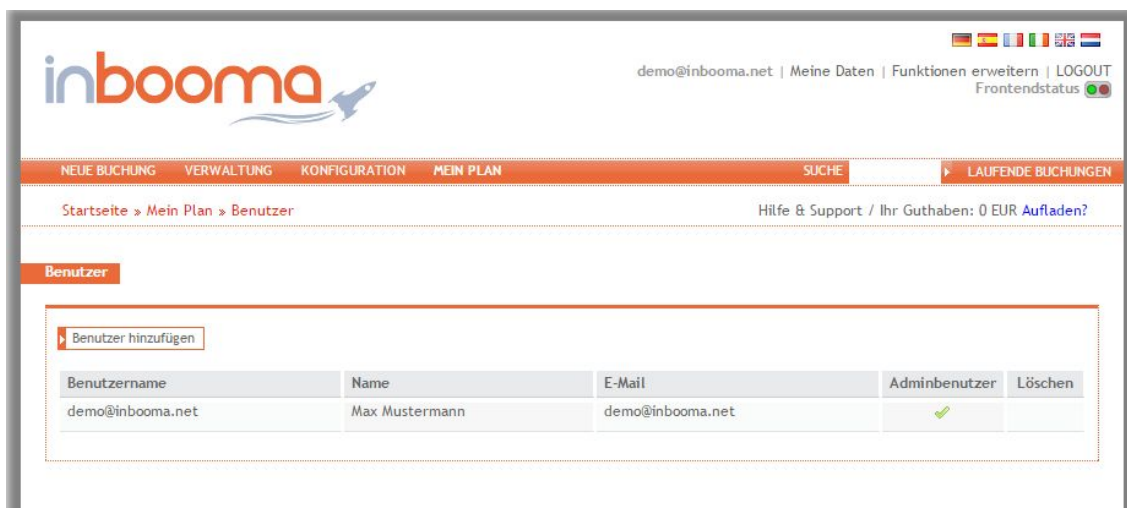 inbooma
demo@inbooma.net | Meine Daten | Funktionen erweitern | LOGOUT
Frontendstatus
NEUE BUCHUNG VERWALTUNG KONFIGURATION MEIN PLAN SUCHE LAUFENDE BUCHUNGEN
Startseite » Mein Plan » Benutzer Hilfe & Support / Ihr Guthaben: 0 EUR Aufladen?
Benutzer
Benutzer hinzufügen
Benutzername Name E-Mail Adminbenutzer Löschen
demo@inbooma.net Max Mustermann demo@inbooma.net